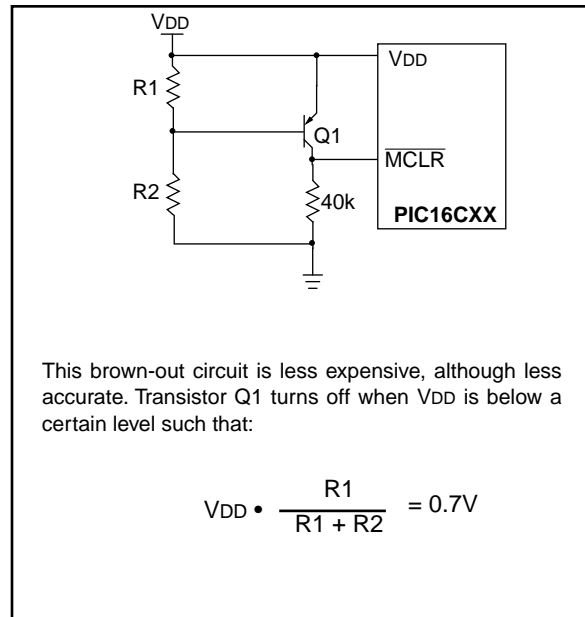 VDD
VDD
R1
Q1
MCLR
R2
40k
PIC16CXX
This brown-out circuit is less expensive, although less
accurate. Transistor Q1 turns off when VDD is below a
certain level such that:
VDD • R1 / R1 + R2 = 0.7V